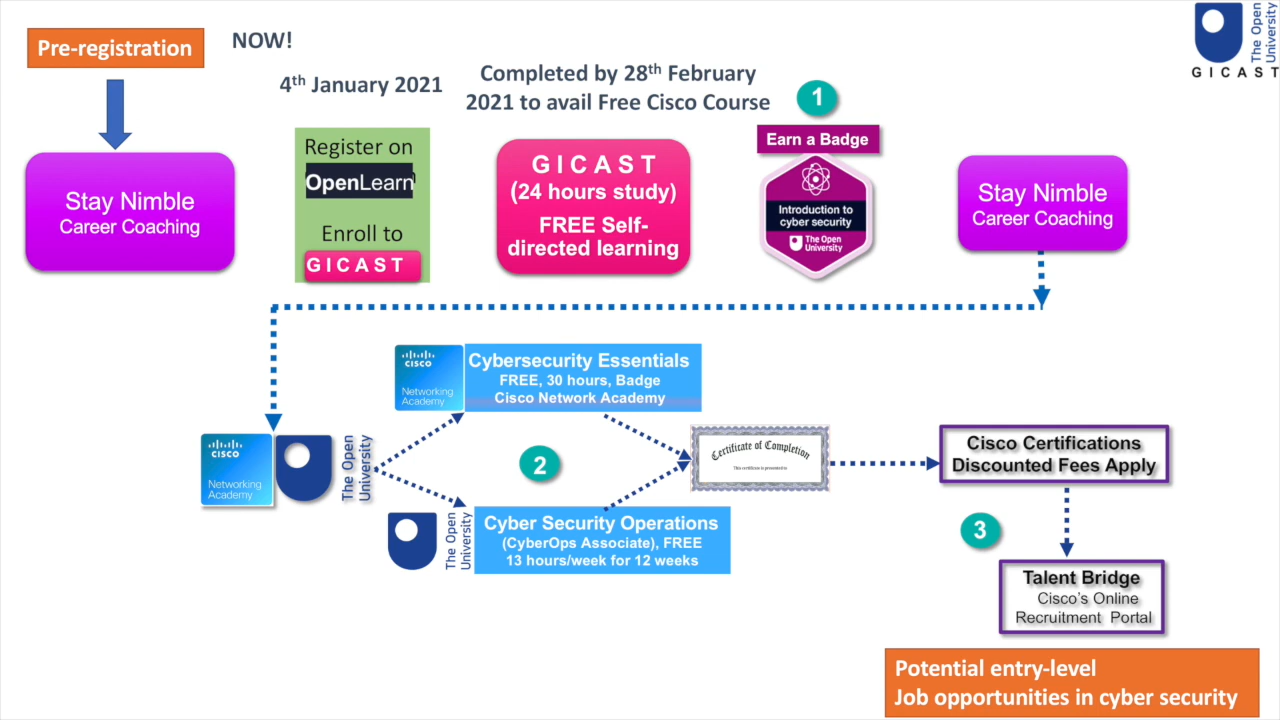 Pre-registration
NOW!
The Open
University
GICAST
4th January 2021
Completed by 28th February
2021 to avail Free Cisco Course
1
Stay Nimble
Career Coaching
Register on
OpenLearn
Enroll to
GICAST
GICAST
(24 hours study)
FREE Self-
directed learning
Earn a Badge
Introduction to
cyber security
The Open
University
Stay Nimble
Career Coaching
CISCO
Networking
Academy
Cybersecurity Essentials
FREE, 30 hours, Badge
Cisco Network Academy
CISCO
Networking
Academy
The Open
University
2
Certificate of Completion
This certificate is presented to
Cisco Certifications
Discounted Fees Apply
The Open
University
Cyber Security Operations
(CyberOps Associate), FREE
13 hours/week for 12 weeks
3
Talent Bridge
Cisco's Online
Recruitment Portal
Potential entry-level
Job opportunities in cyber security